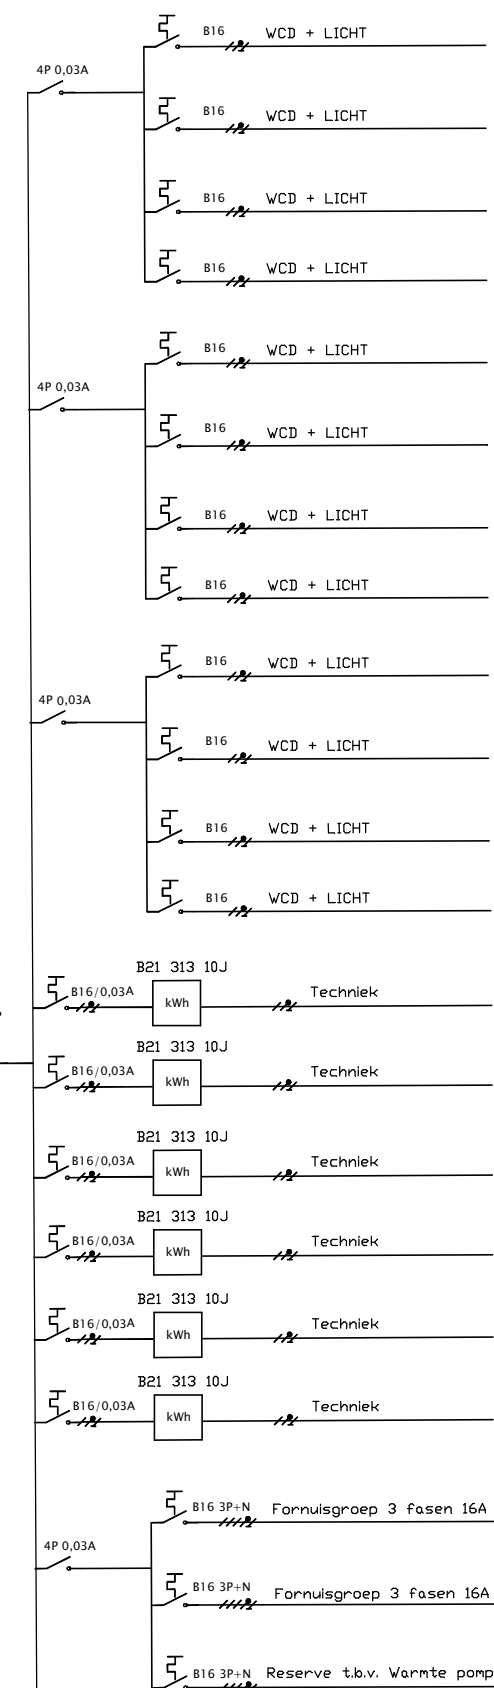 B16 WCD + LICHT
4P 0,03A
B16 WCD + LICHT
B16 WCD + LICHT
B16 WCD + LICHT
B16 WCD + LICHT
4P 0,03A
B16 WCD + LICHT
B16 WCD + LICHT
B16 WCD + LICHT
B16 WCD + LICHT
4P 0,03A
B16 WCD + LICHT
B16 WCD + LICHT
B16 WCD + LICHT
B21 313 10J
B16/0,03A kWh Techniek
B21 313 10J
B16/0,03A kWh Techniek
B21 313 10J
B16/0,03A kWh Techniek
B21 313 10J
B16/0,03A kWh Techniek
B21 313 10J
B16/0,03A kWh Techniek
B21 313 10J
B16/0,03A kWh Techniek
B16 3P+N Fornuisgroep 3 fasen 16A
4P 0,03A
B16 3P+N Fornuisgroep 3 fasen 16A
B16 3P+N Reserve t.b.v. Warmte pomp